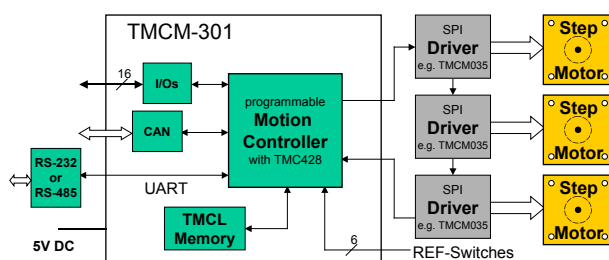 TMCM-301
16
I/Os
CAN
RS-232
or
RS-485
UART
5V DC
programmable
Motion
Controller
with TMC428
TMCL
Memory
6
REF-Switches
SPI
Driver
e.g. TMCM035
SPI
Driver
e.g. TMCM035
SPI
Driver
e.g. TMCM035
Step
Motor
Step
Motor
Step
Motor